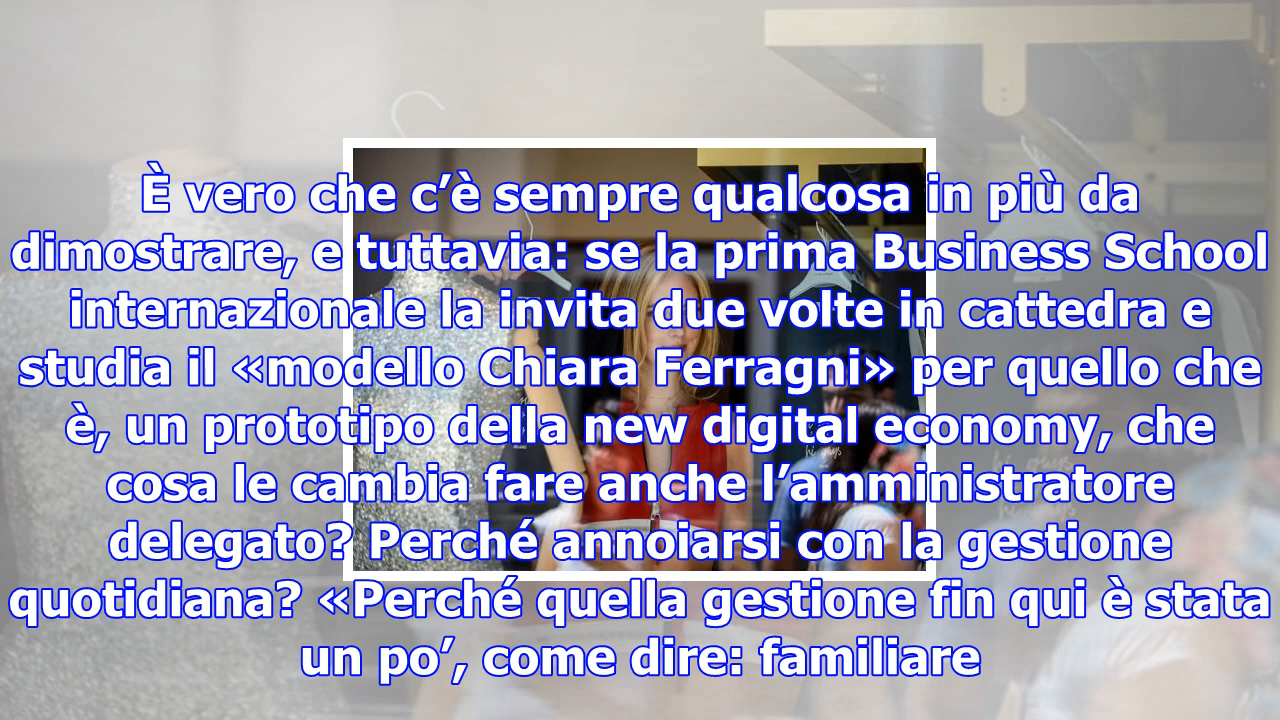 È vero che c’è sempre qualcosa in più da
dimostrare, e tuttavia: se la prima Business School
internazionale la invita due volte in cattedra e
studia il «modello Chiara Ferragni» per quello che
è, un prototipo della new digital economy, che
cosa le cambia fare anche l’amministratore
delegato? Perché annoiarsi con la gestione
quotidiana? «Perché quella gestione fin qui è stata
un po’, come dire: familiare